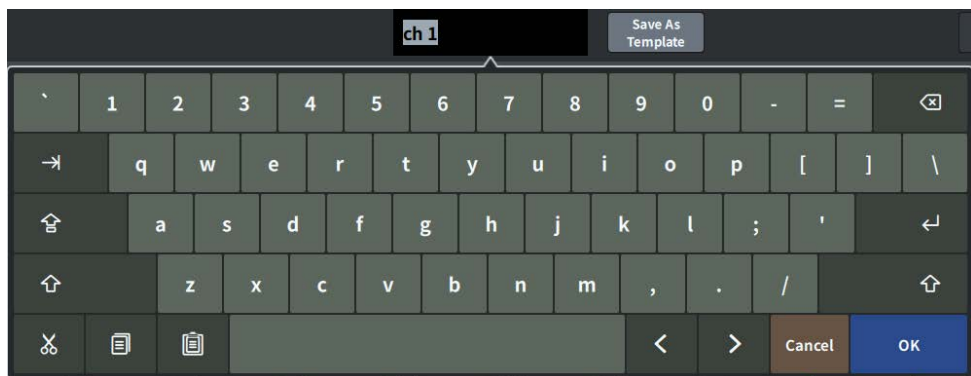 ch 1
Save As
Template
` 1 2 3 4 5 6 7 8 9 0 - =
q w e r t y u i o p [ ] \
a s d f g h j k l ; '
z x c v b n m , . /
< > Cancel OK